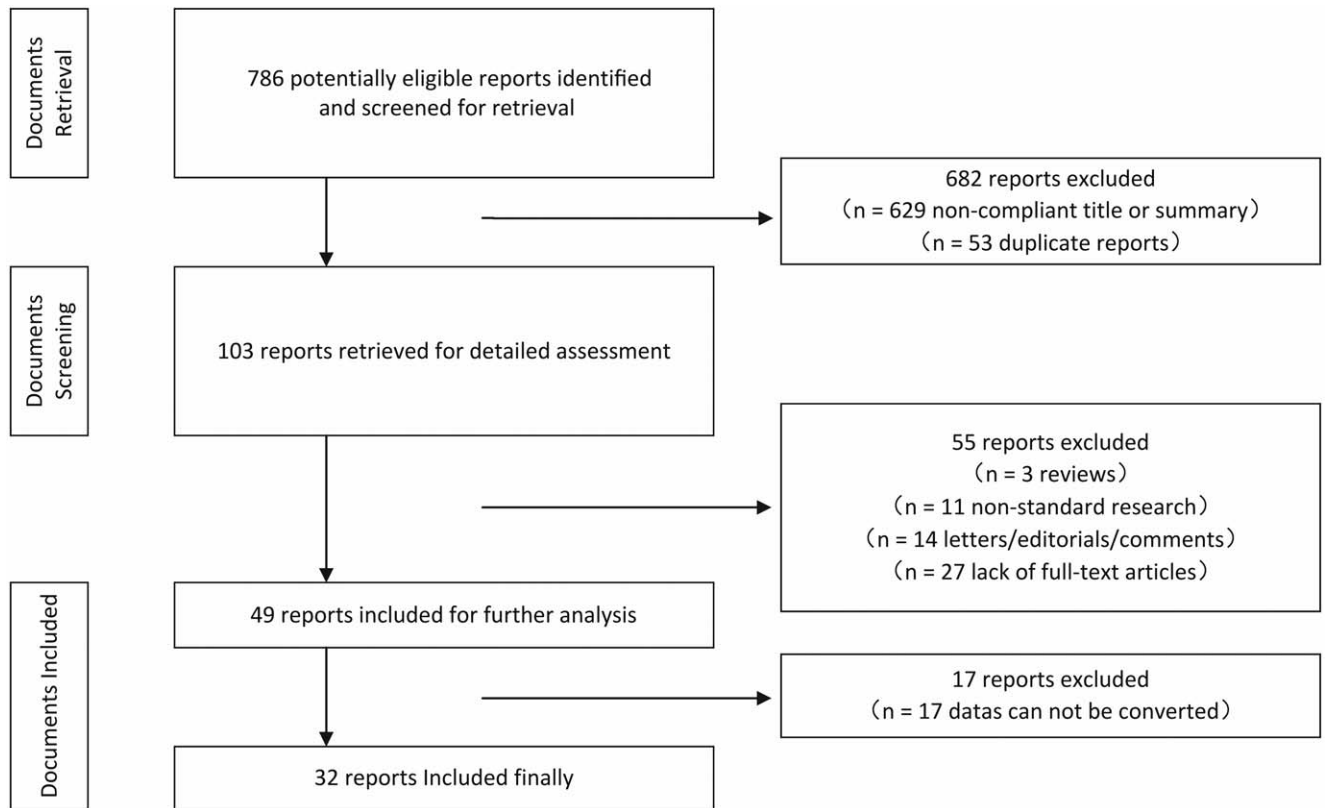 Documents
Retrieval
786 potentially eligible reports identified
and screened for retrieval
682 reports excluded
（n = 629 non-compliant title or summary）
（n = 53 duplicate reports）
Documents
Screening
103 reports retrieved for detailed assessment
55 reports excluded
（n = 3 reviews）
（n = 11 non-standard research）
（n = 14 letters/editorials/comments）
（n = 27 lack of full-text articles）
Documents Included
49 reports included for further analysis
17 reports excluded
（n = 17 datas can not be converted）
32 reports Included finally